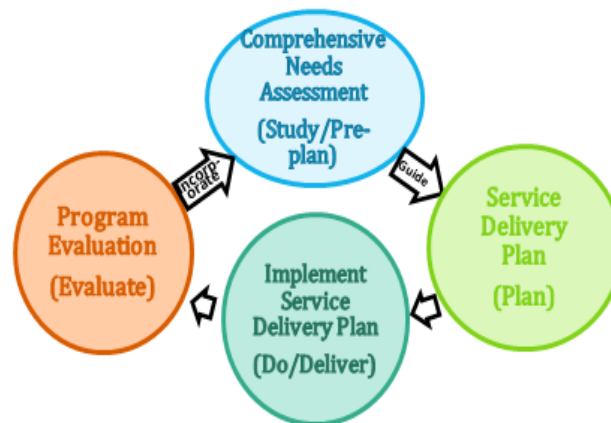 Comprehensive
Needs
Assessment
(Study/Pre-
plan)
Incorp-
orate
Guide
Service
Delivery
Plan
(Plan)
Program
Evaluation
(Evaluate)
Implement
Service
Delivery Plan
(Do/Deliver)